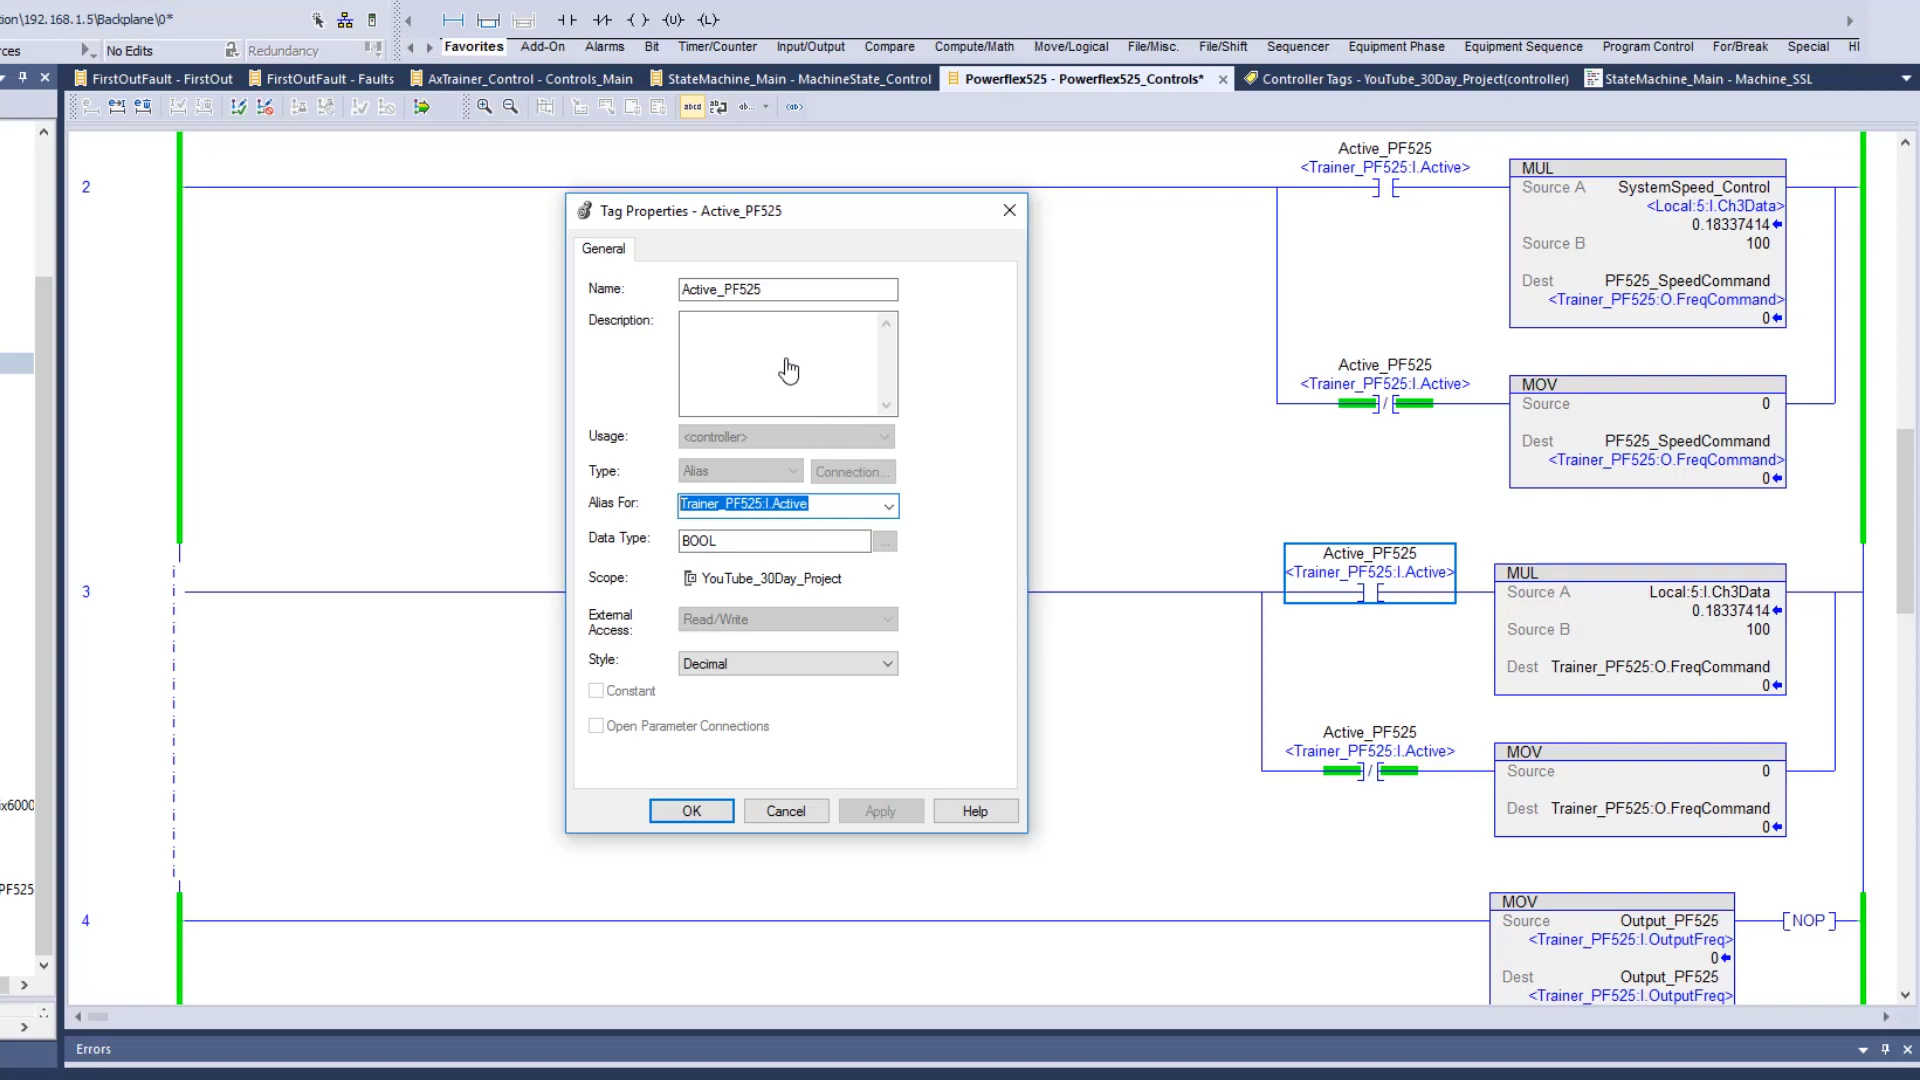 tion\192.168.1.5\Backplane\0*
rces
No Edits
Redundancy
Favorites Add-On Alarms Bit Timer/Counter Input/Output Compare Compute/Math Move/Logical File/Misc. File/Shift Sequencer Equipment Phase Equipment Sequence Program Control For/Break Special HI
FirstOutFault - FirstOut
FirstOutFault - Faults
AxTrainer_Control - Controls_Main
StateMachine_Main - MachineState_Control
Powerflex525 - Powerflex525_Controls*
Controller Tags - YouTube_30Day_Project(controller)
StateMachine_Main - Machine_SSL
abcd
ab...
2
Active_PF525
<Trainer_PF525:I.Active>
MUL
Source A SystemSpeed_Control
<Local:5:I.Ch3Data>
0.18337414
Source B 100
Dest PF525_SpeedCommand
<Trainer_PF525:O.FreqCommand>
0
Active_PF525
<Trainer_PF525:I.Active>
MOV
Source 0
Dest PF525_SpeedCommand
<Trainer_PF525:O.FreqCommand>
0
Tag Properties - Active_PF525
General
Name: Active_PF525
Description:
Usage: <controller>
Type: Alias Connection...
Alias For: Trainer_PF525:I.Active
Data Type: BOOL ...
Scope: YouTube_30Day_Project
External
Access: Read/Write
Style: Decimal
Constant
Open Parameter Connections
OK Cancel Apply Help
3
Active_PF525
<Trainer_PF525:I.Active>
MUL
Source A Local:5:I.Ch3Data
0.18337414
Source B 100
Dest Trainer_PF525:O.FreqCommand
0
Active_PF525
<Trainer_PF525:I.Active>
MOV
Source 0
Dest Trainer_PF525:O.FreqCommand
0
ix6000
PF525
4
MOV
Source Output_PF525
<Trainer_PF525:I.OutputFreq>
0
Dest Output_PF525
<Trainer_PF525:I.OutputFreq>
NOP
Errors